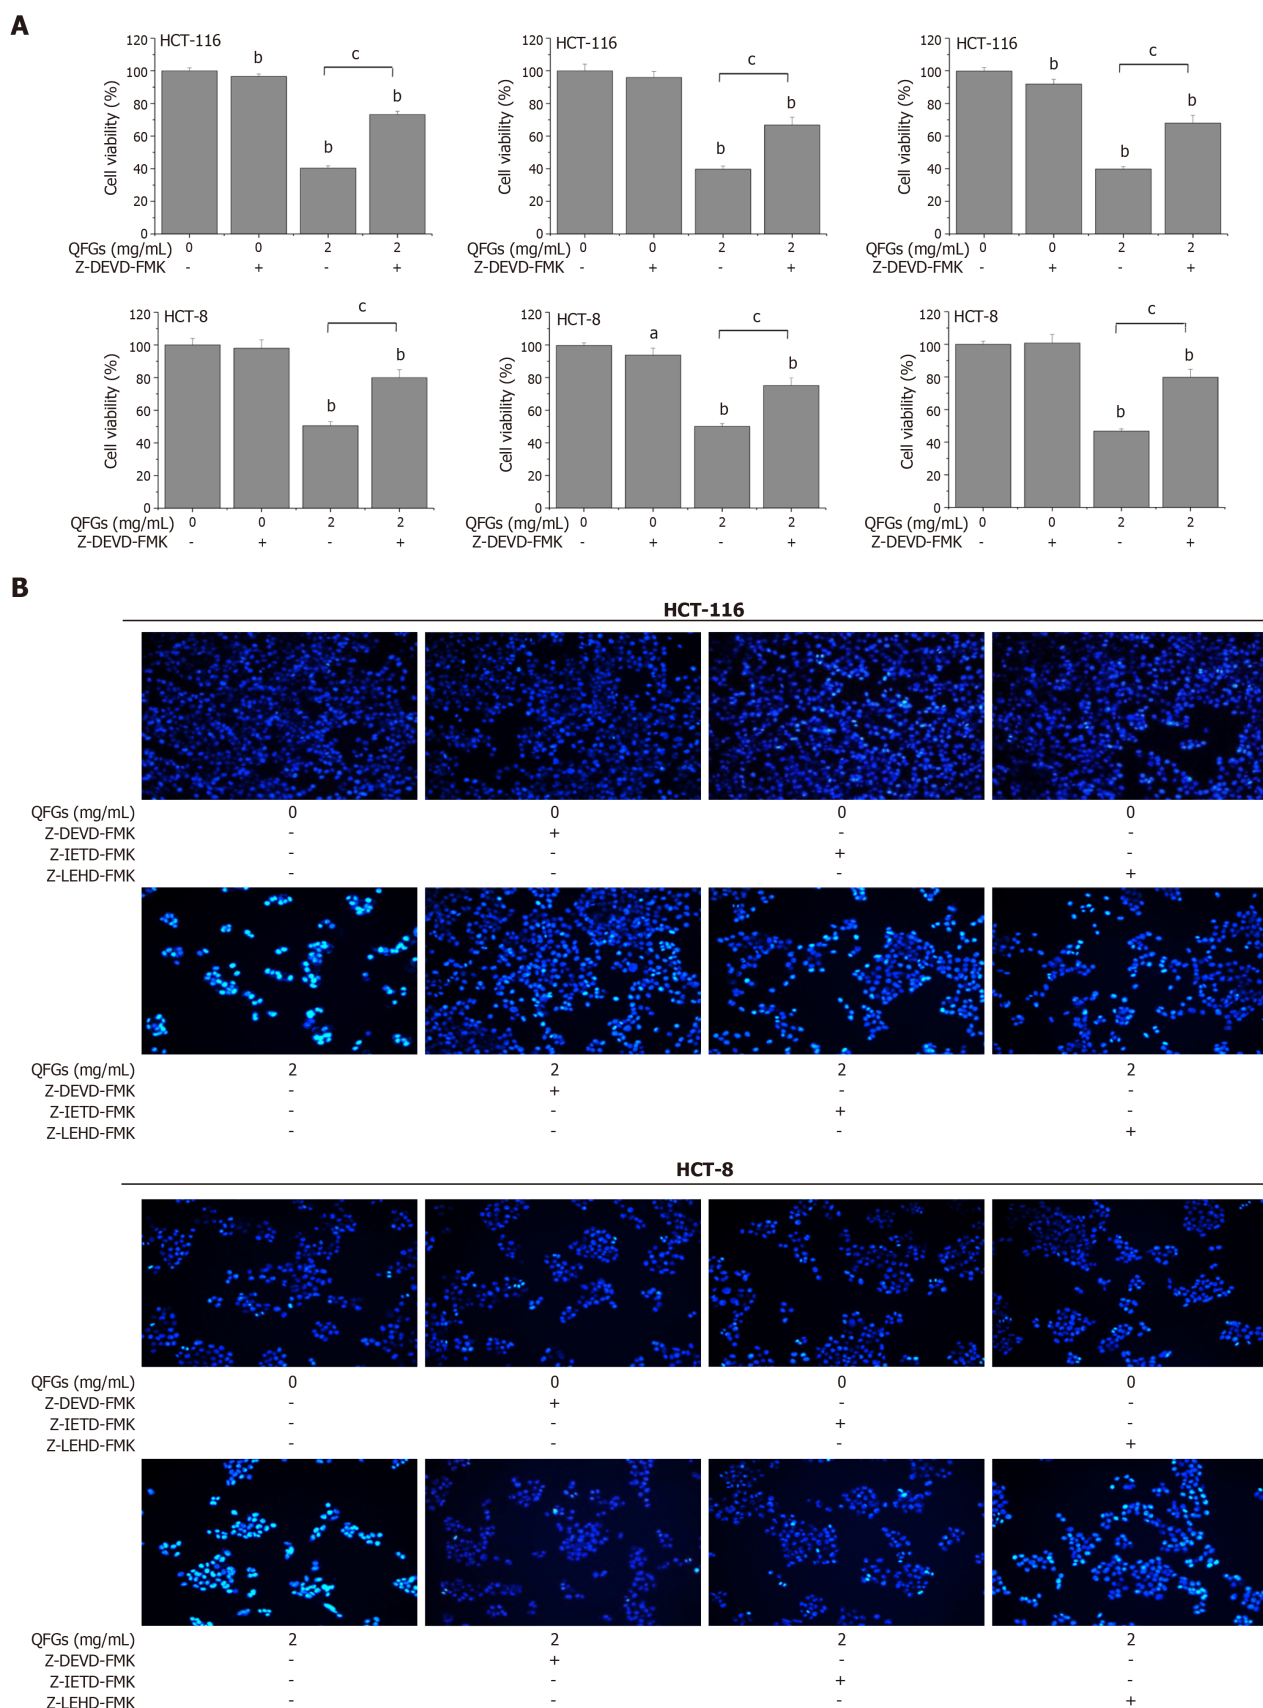 A
HCT-116
120
100
80
60
40
20
0
Cell viability (%)
b
b
c
b
QFGs (mg/mL) 0 0 2 2
Z-DEVD-FMK - + - +
HCT-116
120
100
80
60
40
20
0
Cell viability (%)
b
c
b
QFGs (mg/mL) 0 0 2 2
Z-DEVD-FMK - + - +
HCT-116
120
100
80
60
40
20
0
Cell viability (%)
b
b
c
b
QFGs (mg/mL) 0 0 2 2
Z-DEVD-FMK - + - +
HCT-8
120
100
80
60
40
20
0
Cell viability (%)
b
c
b
QFGs (mg/mL) 0 0 2 2
Z-DEVD-FMK - + - +
HCT-8
120
100
80
60
40
20
0
Cell viability (%)
a
b
c
b
QFGs (mg/mL) 0 0 2 2
Z-DEVD-FMK - + - +
HCT-8
120
100
80
60
40
20
0
Cell viability (%)
b
c
b
QFGs (mg/mL) 0 0 2 2
Z-DEVD-FMK - + - +
B
HCT-116
QFGs (mg/mL) 0 0 0 0
Z-DEVD-FMK - + - -
Z-IETD-FMK - - + -
Z-LEHD-FMK - - - +
QFGs (mg/mL) 2 2 2 2
Z-DEVD-FMK - + - -
Z-IETD-FMK - - + -
Z-LEHD-FMK - - - +
HCT-8
QFGs (mg/mL) 0 0 0 0
Z-DEVD-FMK - + - -
Z-IETD-FMK - - + -
Z-LEHD-FMK - - - +
QFGs (mg/mL) 2 2 2 2
Z-DEVD-FMK - + - -
Z-IETD-FMK - - + -
Z-LEHD-FMK - - - +